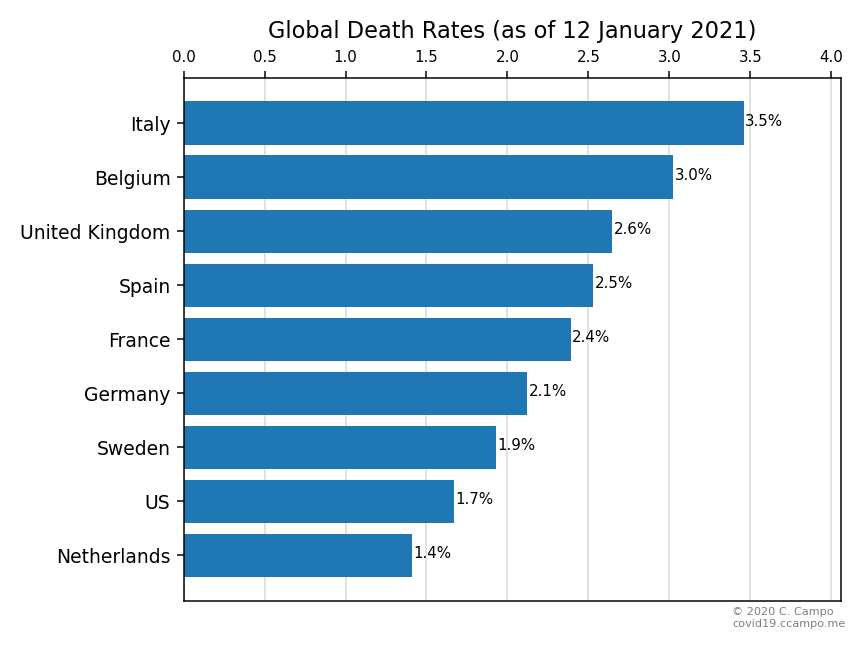 Global Death Rates (as of 12 January 2021)
0.0 0.5 1.0 1.5 2.0 2.5 3.0 3.5 4.0
Italy 3.5%
Belgium 3.0%
United Kingdom 2.6%
Spain 2.5%
France 2.4%
Germany 2.1%
Sweden 1.9%
US 1.7%
Netherlands 1.4%
© 2020 C. Campo
covid19.ccampo.me